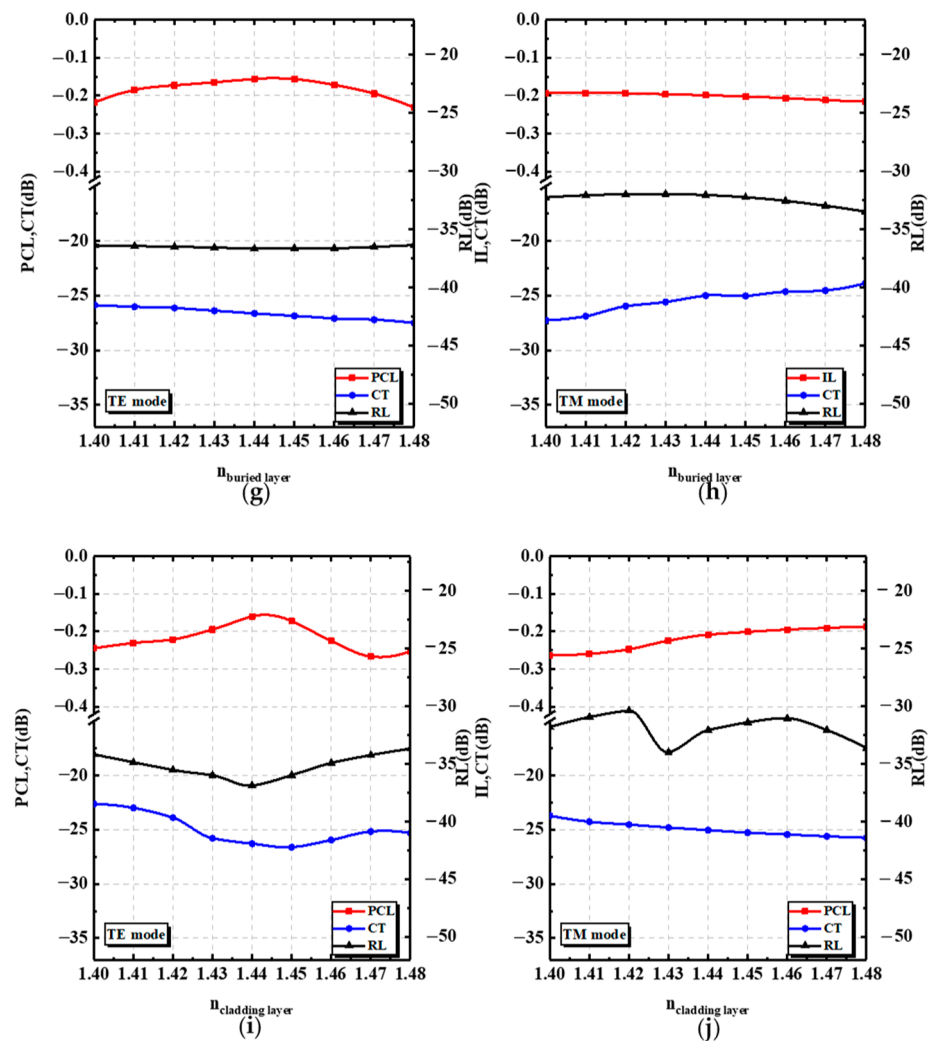 0.0
−0.1
−0.2
−0.3
−0.4
−20
−25
−30
−35
PCL,CT(dB)
−20
−25
−30
−35
−40
−45
−50
RL(dB)
TE mode
PCL
CT
RL
1.40 1.41 1.42 1.43 1.44 1.45 1.46 1.47 1.48
n buried layer
(g)
0.0
−0.1
−0.2
−0.3
−0.4
−20
−25
−30
−35
IL,CT(dB)
−20
−25
−30
−35
−40
−45
−50
RL(dB)
TM mode
IL
CT
RL
1.40 1.41 1.42 1.43 1.44 1.45 1.46 1.47 1.48
n buried layer
(h)
0.0
−0.1
−0.2
−0.3
−0.4
−20
−25
−30
−35
PCL,CT(dB)
−20
−25
−30
−35
−40
−45
−50
RL(dB)
TE mode
PCL
CT
RL
1.40 1.41 1.42 1.43 1.44 1.45 1.46 1.47 1.48
n cladding layer
(i)
0.0
−0.1
−0.2
−0.3
−0.4
−20
−25
−30
−35
IL,CT(dB)
−20
−25
−30
−35
−40
−45
−50
RL(dB)
TM mode
PCL
CT
RL
1.40 1.41 1.42 1.43 1.44 1.45 1.46 1.47 1.48
n cladding layer
(j)